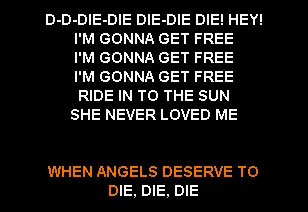 D-D-DIE-DIE DIE-DIE DIE! HEY!
I'M GONNA GET FREE
I'M GONNA GET FREE
I'M GONNA GET FREE
RIDE IN TO THE SUN
SHE NEVER LOVED ME
WHEN ANGELS DESERVE TO
DIE, DIE, DIE